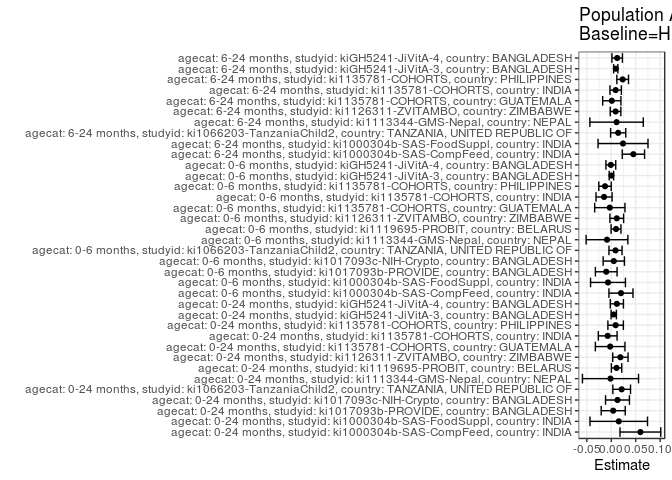 Population A
Baseline=H
agecat: 6-24 months, studyid: kiGH5241-JiVitA-4, country: BANGLADESH
agecat: 6-24 months, studyid: kiGH5241-JiVitA-3, country: BANGLADESH
agecat: 6-24 months, studyid: ki1135781-COHORTS, country: PHILIPPINES
agecat: 6-24 months, studyid: ki1135781-COHORTS, country: INDIA
agecat: 6-24 months, studyid: ki1135781-COHORTS, country: GUATEMALA
agecat: 6-24 months, studyid: ki1126311-ZVITAMBO, country: ZIMBABWE
agecat: 6-24 months, studyid: ki1113344-GMS-Nepal, country: NEPAL
agecat: 6-24 months, studyid: ki1066203-TanzaniaChild2, country: TANZANIA, UNITED REPUBLIC OF
agecat: 6-24 months, studyid: ki1000304b-SAS-FoodSuppl, country: INDIA
agecat: 6-24 months, studyid: ki1000304b-SAS-CompFeed, country: INDIA
agecat: 0-6 months, studyid: kiGH5241-JiVitA-4, country: BANGLADESH
agecat: 0-6 months, studyid: kiGH5241-JiVitA-3, country: BANGLADESH
agecat: 0-6 months, studyid: ki1135781-COHORTS, country: PHILIPPINES
agecat: 0-6 months, studyid: ki1135781-COHORTS, country: INDIA
agecat: 0-6 months, studyid: ki1135781-COHORTS, country: GUATEMALA
agecat: 0-6 months, studyid: ki1126311-ZVITAMBO, country: ZIMBABWE
agecat: 0-6 months, studyid: ki1119695-PROBIT, country: BELARUS
agecat: 0-6 months, studyid: ki1113344-GMS-Nepal, country: NEPAL
agecat: 0-6 months, studyid: ki1066203-TanzaniaChild2, country: TANZANIA, UNITED REPUBLIC OF
agecat: 0-6 months, studyid: ki1017093c-NIH-Crypto, country: BANGLADESH
agecat: 0-6 months, studyid: ki1017093b-PROVIDE, country: BANGLADESH
agecat: 0-6 months, studyid: ki1000304b-SAS-FoodSuppl, country: INDIA
agecat: 0-6 months, studyid: ki1000304b-SAS-CompFeed, country: INDIA
agecat: 0-24 months, studyid: kiGH5241-JiVitA-4, country: BANGLADESH
agecat: 0-24 months, studyid: kiGH5241-JiVitA-3, country: BANGLADESH
agecat: 0-24 months, studyid: ki1135781-COHORTS, country: PHILIPPINES
agecat: 0-24 months, studyid: ki1135781-COHORTS, country: INDIA
agecat: 0-24 months, studyid: ki1135781-COHORTS, country: GUATEMALA
agecat: 0-24 months, studyid: ki1126311-ZVITAMBO, country: ZIMBABWE
agecat: 0-24 months, studyid: ki1119695-PROBIT, country: BELARUS
agecat: 0-24 months, studyid: ki1113344-GMS-Nepal, country: NEPAL
agecat: 0-24 months, studyid: ki1066203-TanzaniaChild2, country: TANZANIA, UNITED REPUBLIC OF
agecat: 0-24 months, studyid: ki1017093c-NIH-Crypto, country: BANGLADESH
agecat: 0-24 months, studyid: ki1017093b-PROVIDE, country: BANGLADESH
agecat: 0-24 months, studyid: ki1000304b-SAS-FoodSuppl, country: INDIA
agecat: 0-24 months, studyid: ki1000304b-SAS-CompFeed, country: INDIA
-0.05 0.00 0.05 0.10
Estimate